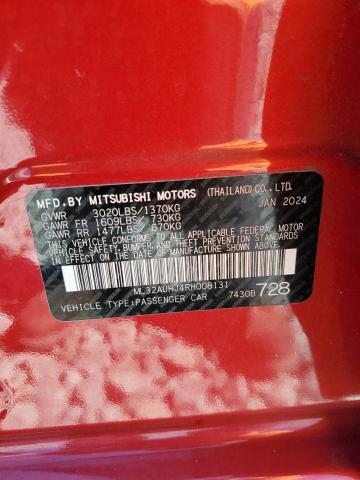 MFD.BY MITSUBISHI MOTORS (THAILAND) CO.,LTD.
GVWR 3020LBS/1370KG JAN 2024
GAWR FR 1609LBS/ 730KG
GAWR RR 1477LBS/ 670KG
THIS VEHICLE CONFORMS TO ALL APPLICABLE FEDERAL MOTOR
VEHICLE SAFETY, BUMPER, AND THEFT PREVENTION STANDARDS
IN EFFECT ON THE DATE OF MANUFACTURE SHOWN ABOVE.
ML32AUHJ4RH008131
VEHICLE TYPE:PASSENGER CAR 7430B 728